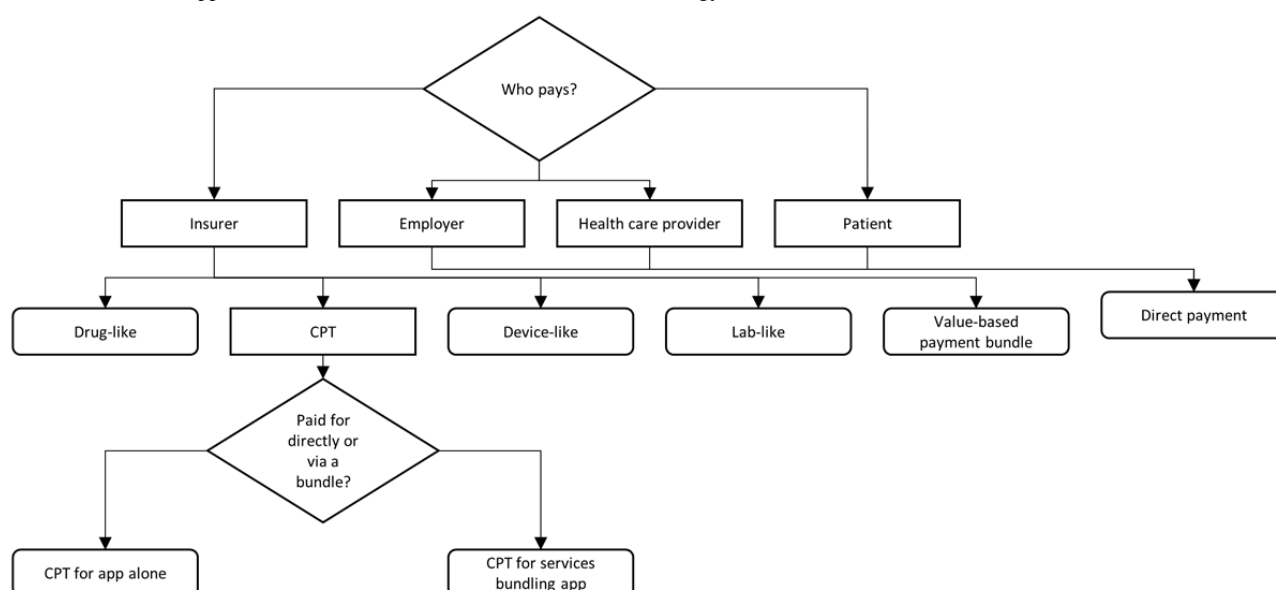 Who pays?
Insurer
Employer
Health care provider
Patient
Drug-like
CPT
Device-like
Lab-like
Value-based
payment bundle
Direct payment
Paid for
directly or
via a
bundle?
CPT for app alone
CPT for services
bundling app